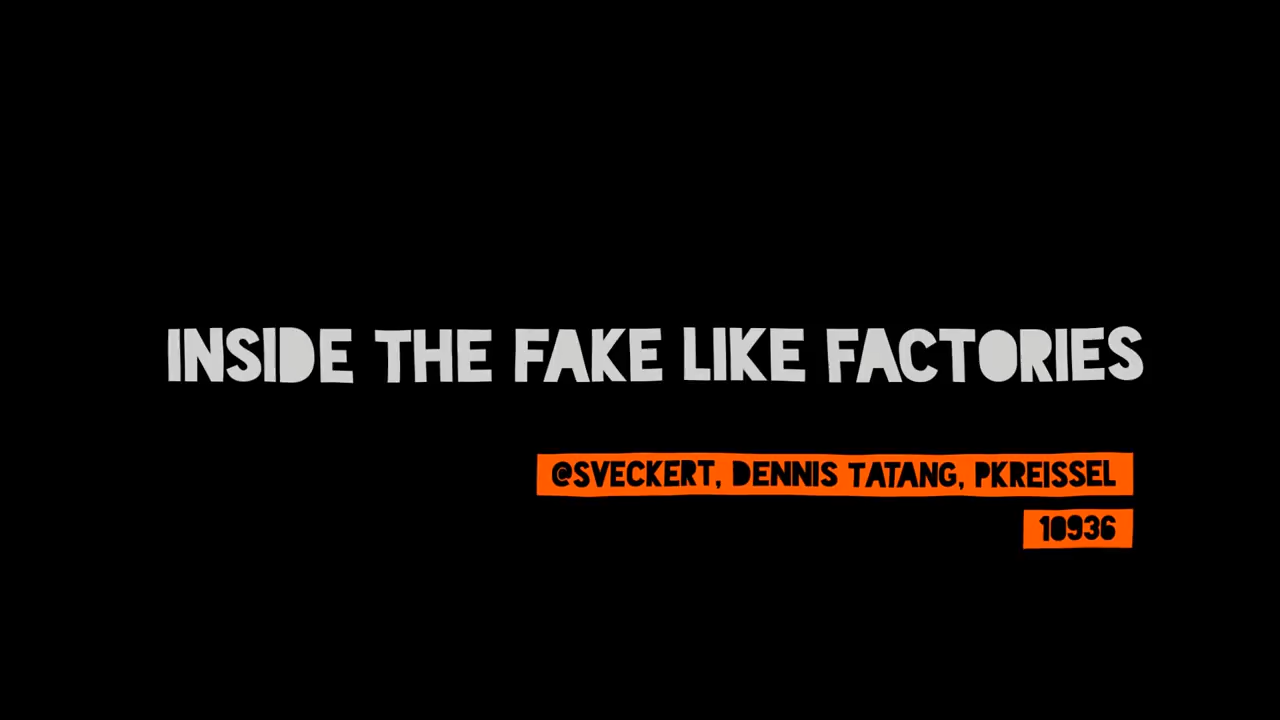 INSIDE THE FAKE LIKE FACTORIES
@SVECKERT, DENNIS TATANG, PKREISSEL
10936